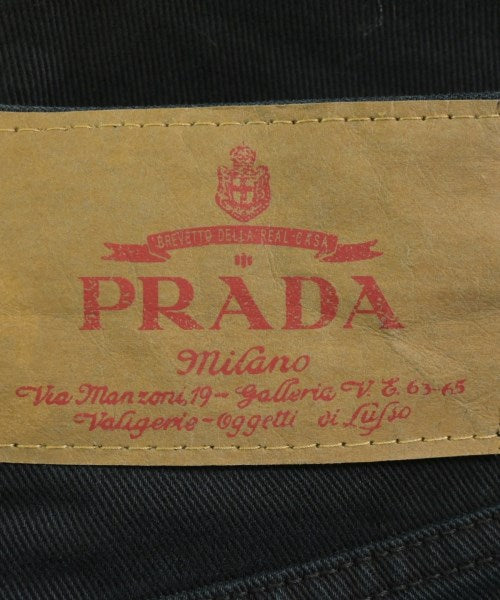 BREVETTO DELLA REAL-CASA
PRADA
Milano
Via Manzoni,19-Galleria V. E. 63-65
Valigerie-Oggetti di Lusso